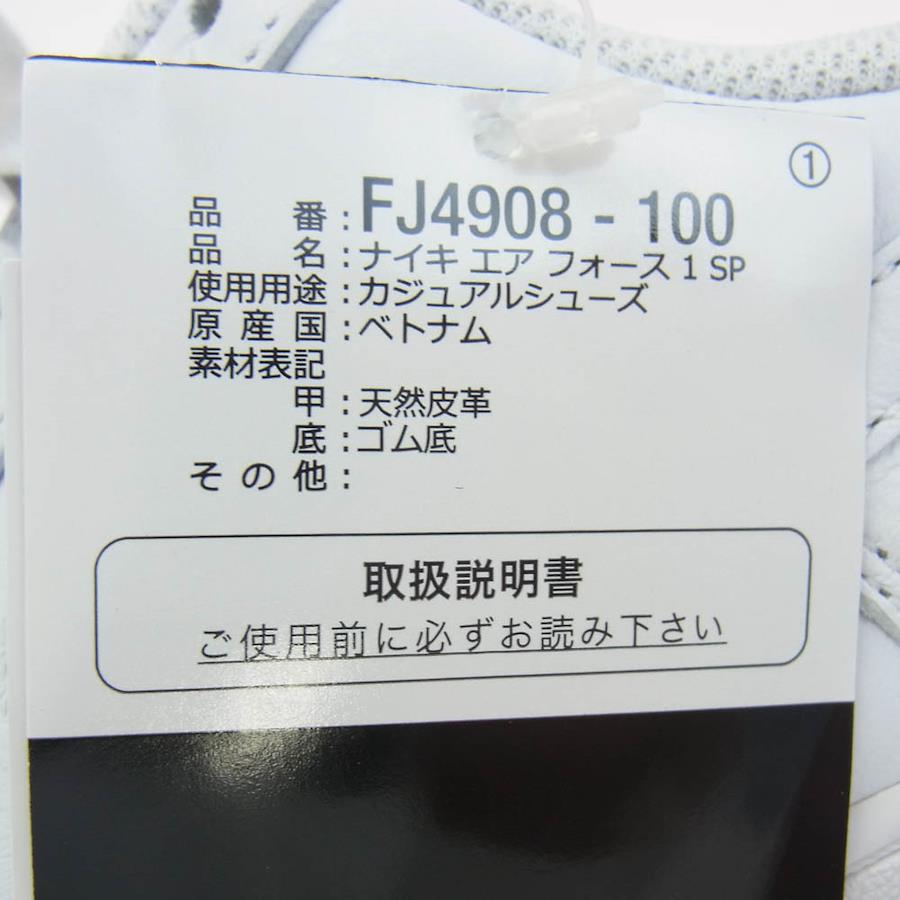 ①
品番:FJ4908-100
品名:ナイキ エア フォース 1 SP
使用用途:カジュアルシューズ
原産国:ベトナム
素材表記
甲:天然皮革
底:ゴム底
その他:
取扱説明書
ご使用前に必ずお読み下さい